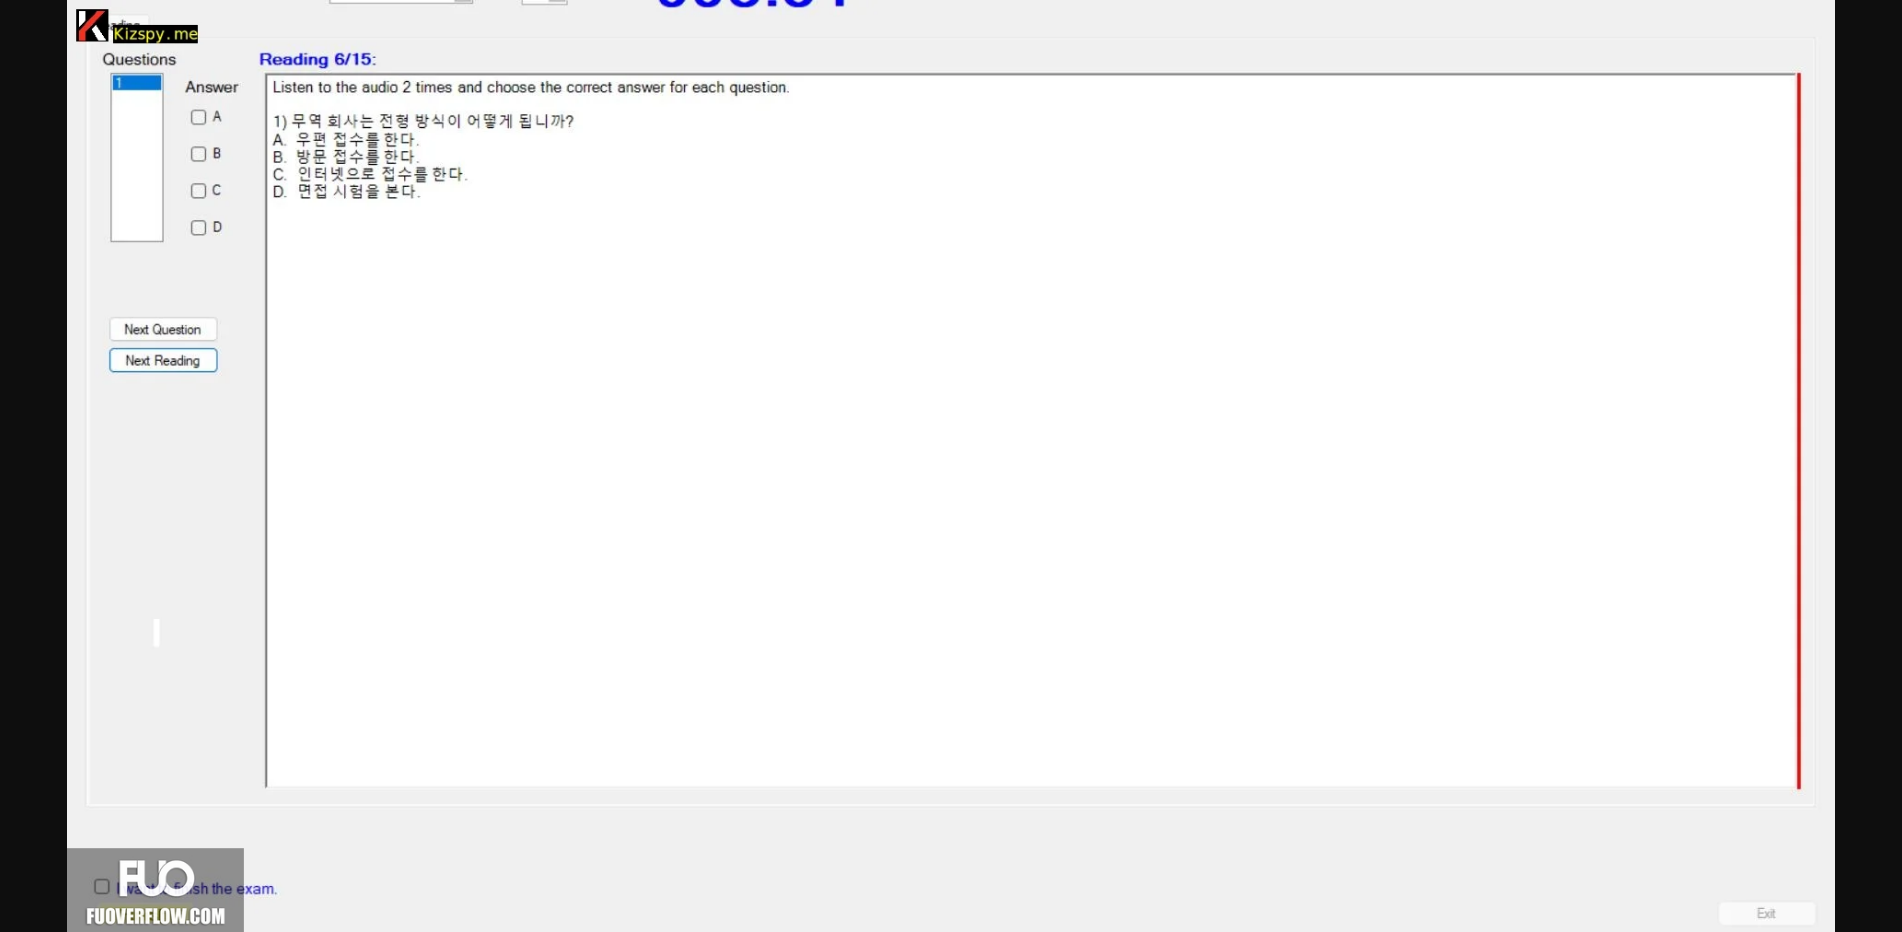 Kizspy.me
Questions
Reading 6/15:
1
Answer
A
B
C
D
Listen to the audio 2 times and choose the correct answer for each question.
1) 무역 회사는 전형 방식이 어떻게 됩니까?
A. 우편 접수를 한다.
B. 방문 접수를 한다.
C. 인터넷으로 접수를 한다.
D. 면접 시험을 본다.
Next Question
Next Reading
FUO
the exam.
FUOVERFLOW.COM
Exit